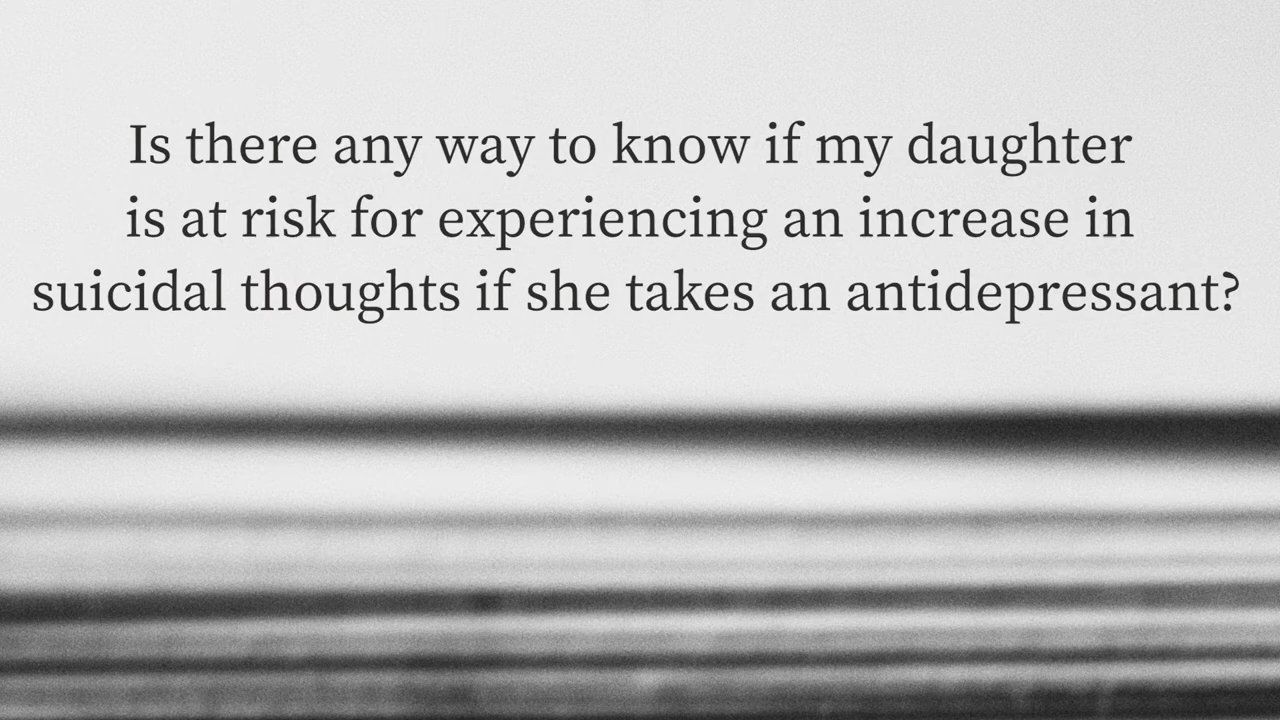 Is there any way to know if my daughter
is at risk for experiencing an increase in
suicidal thoughts if she takes an antidepressant?